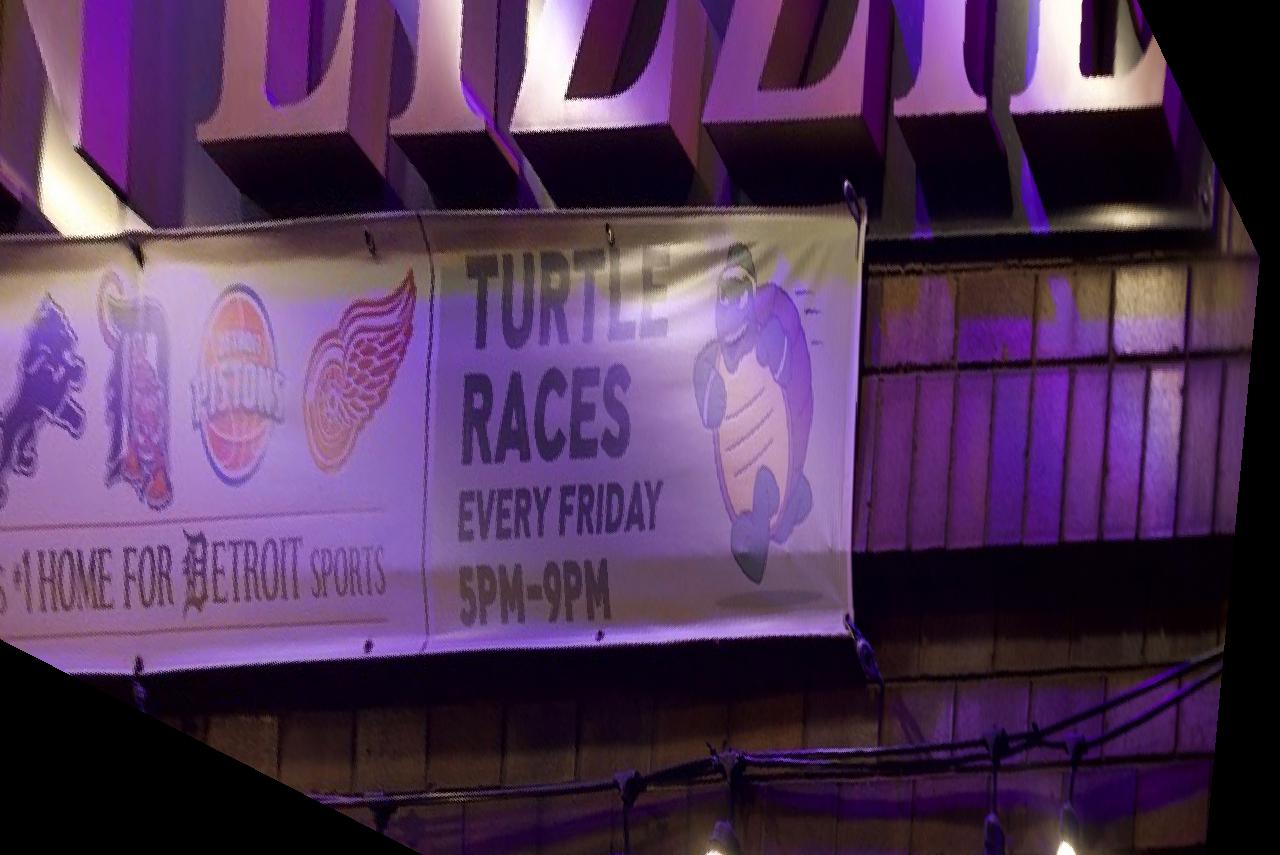 PISTONS
#1 HOME FOR DETROIT SPORTS
TURTLE
RACES
EVERY FRIDAY
5PM-9PM